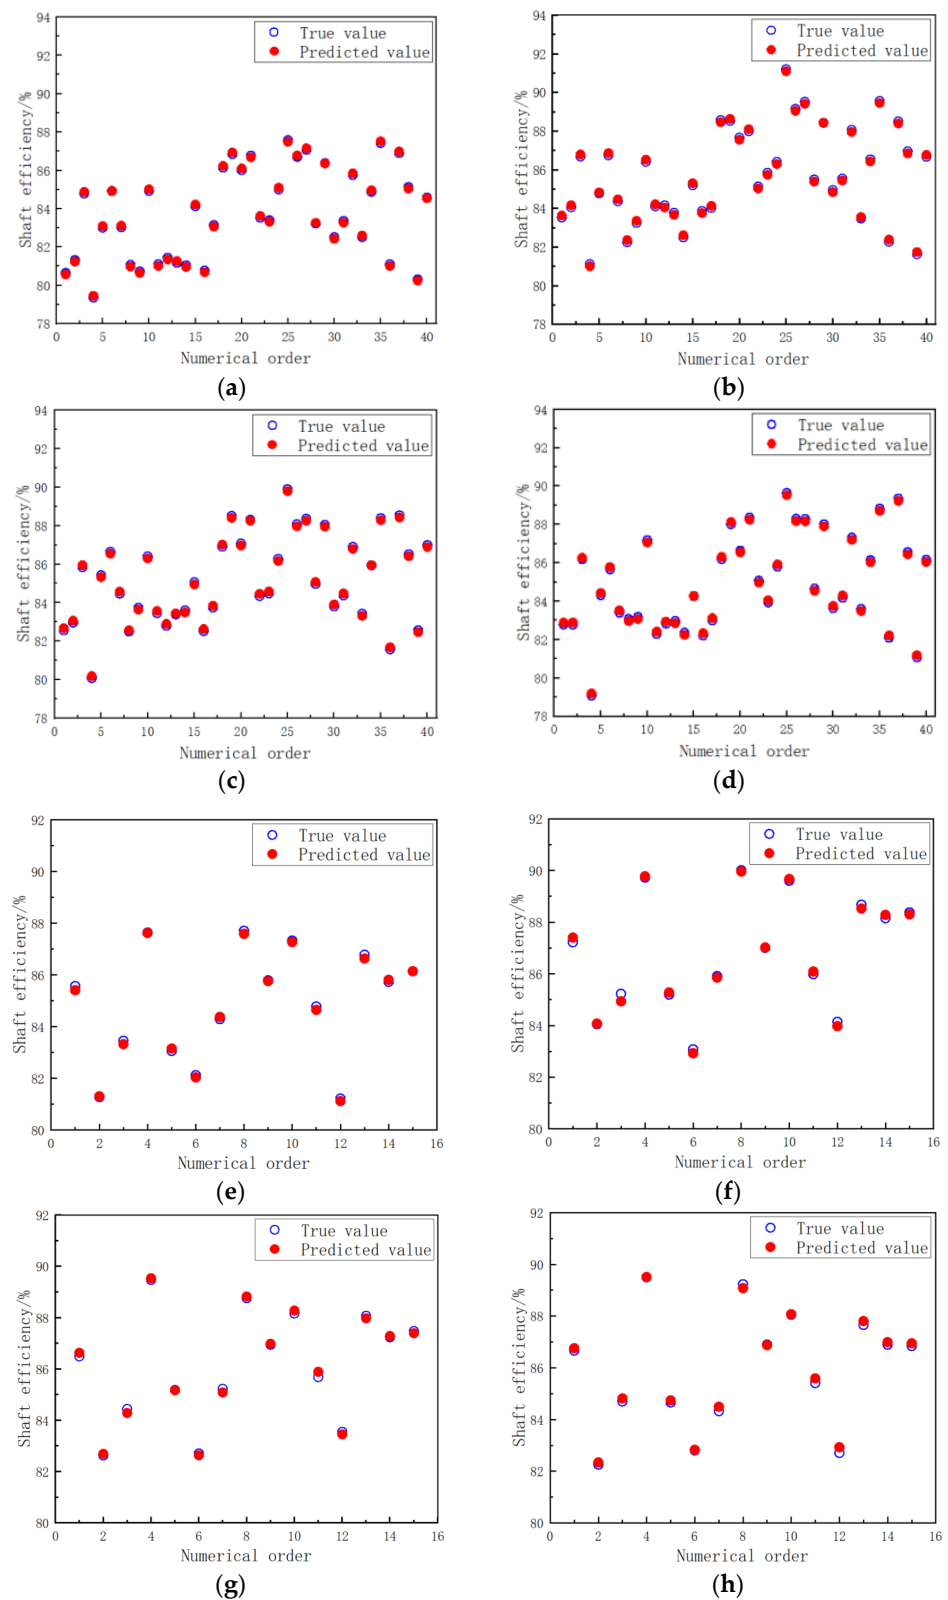 94
92
90
88
86
84
82
80
78
Shaft efficiency/%
True value
Predicted value
0 5 10 15 20 25 30 35 40
Numerical order
(a)
94
92
90
88
86
84
82
80
78
Shaft efficiency/%
True value
Predicted value
0 5 10 15 20 25 30 35 40
Numerical order
(b)
94
92
90
88
86
84
82
80
78
Shaft efficiency/%
True value
Predicted value
0 5 10 15 20 25 30 35 40
Numerical order
(c)
94
92
90
88
86
84
82
80
78
Shaft efficiency/%
True value
Predicted value
0 5 10 15 20 25 30 35 40
Numerical order
(d)
92
90
88
86
84
82
80
Shaft efficiency/%
True value
Predicted value
0 2 4 6 8 10 12 14 16
Numerical order
(e)
92
90
88
86
84
82
80
Shaft efficiency/%
True value
Predicted value
0 2 4 6 8 10 12 14 16
Numerical order
(f)
92
90
88
86
84
82
80
Shaft efficiency/%
True value
Predicted value
0 2 4 6 8 10 12 14 16
Numerical order
(g)
92
90
88
86
84
82
80
Shaft efficiency/%
True value
Predicted value
0 2 4 6 8 10 12 14 16
Numerical order
(h)